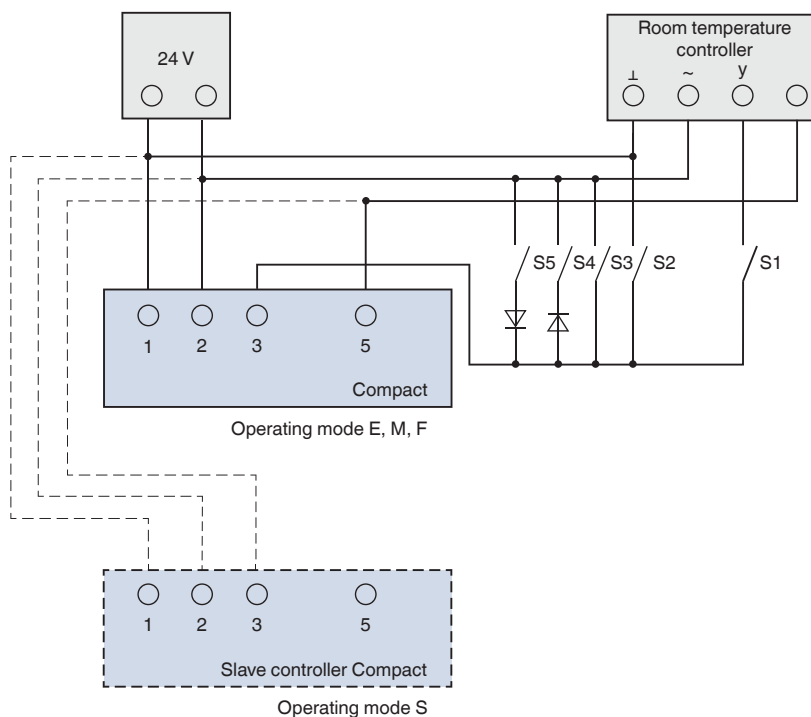 24 V
Room temperature
controller
⊥ ~ y
S5 S4 S3 S2 S1
1 2 3 5
Compact
Operating mode E, M, F
1 2 3 5
Slave controller Compact
Operating mode S